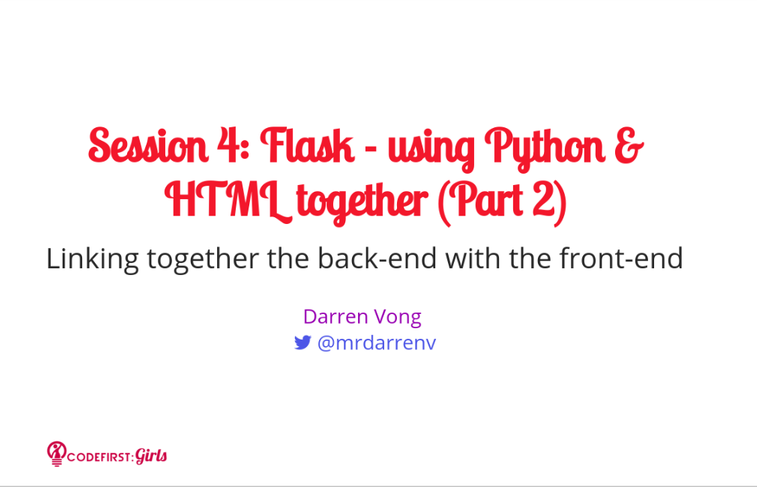 Session 4: Flask - using Python &
HTML together (Part 2)
Linking together the back-end with the front-end
Darren Vong
@mrdarrenv
CODEFIRST:Girls